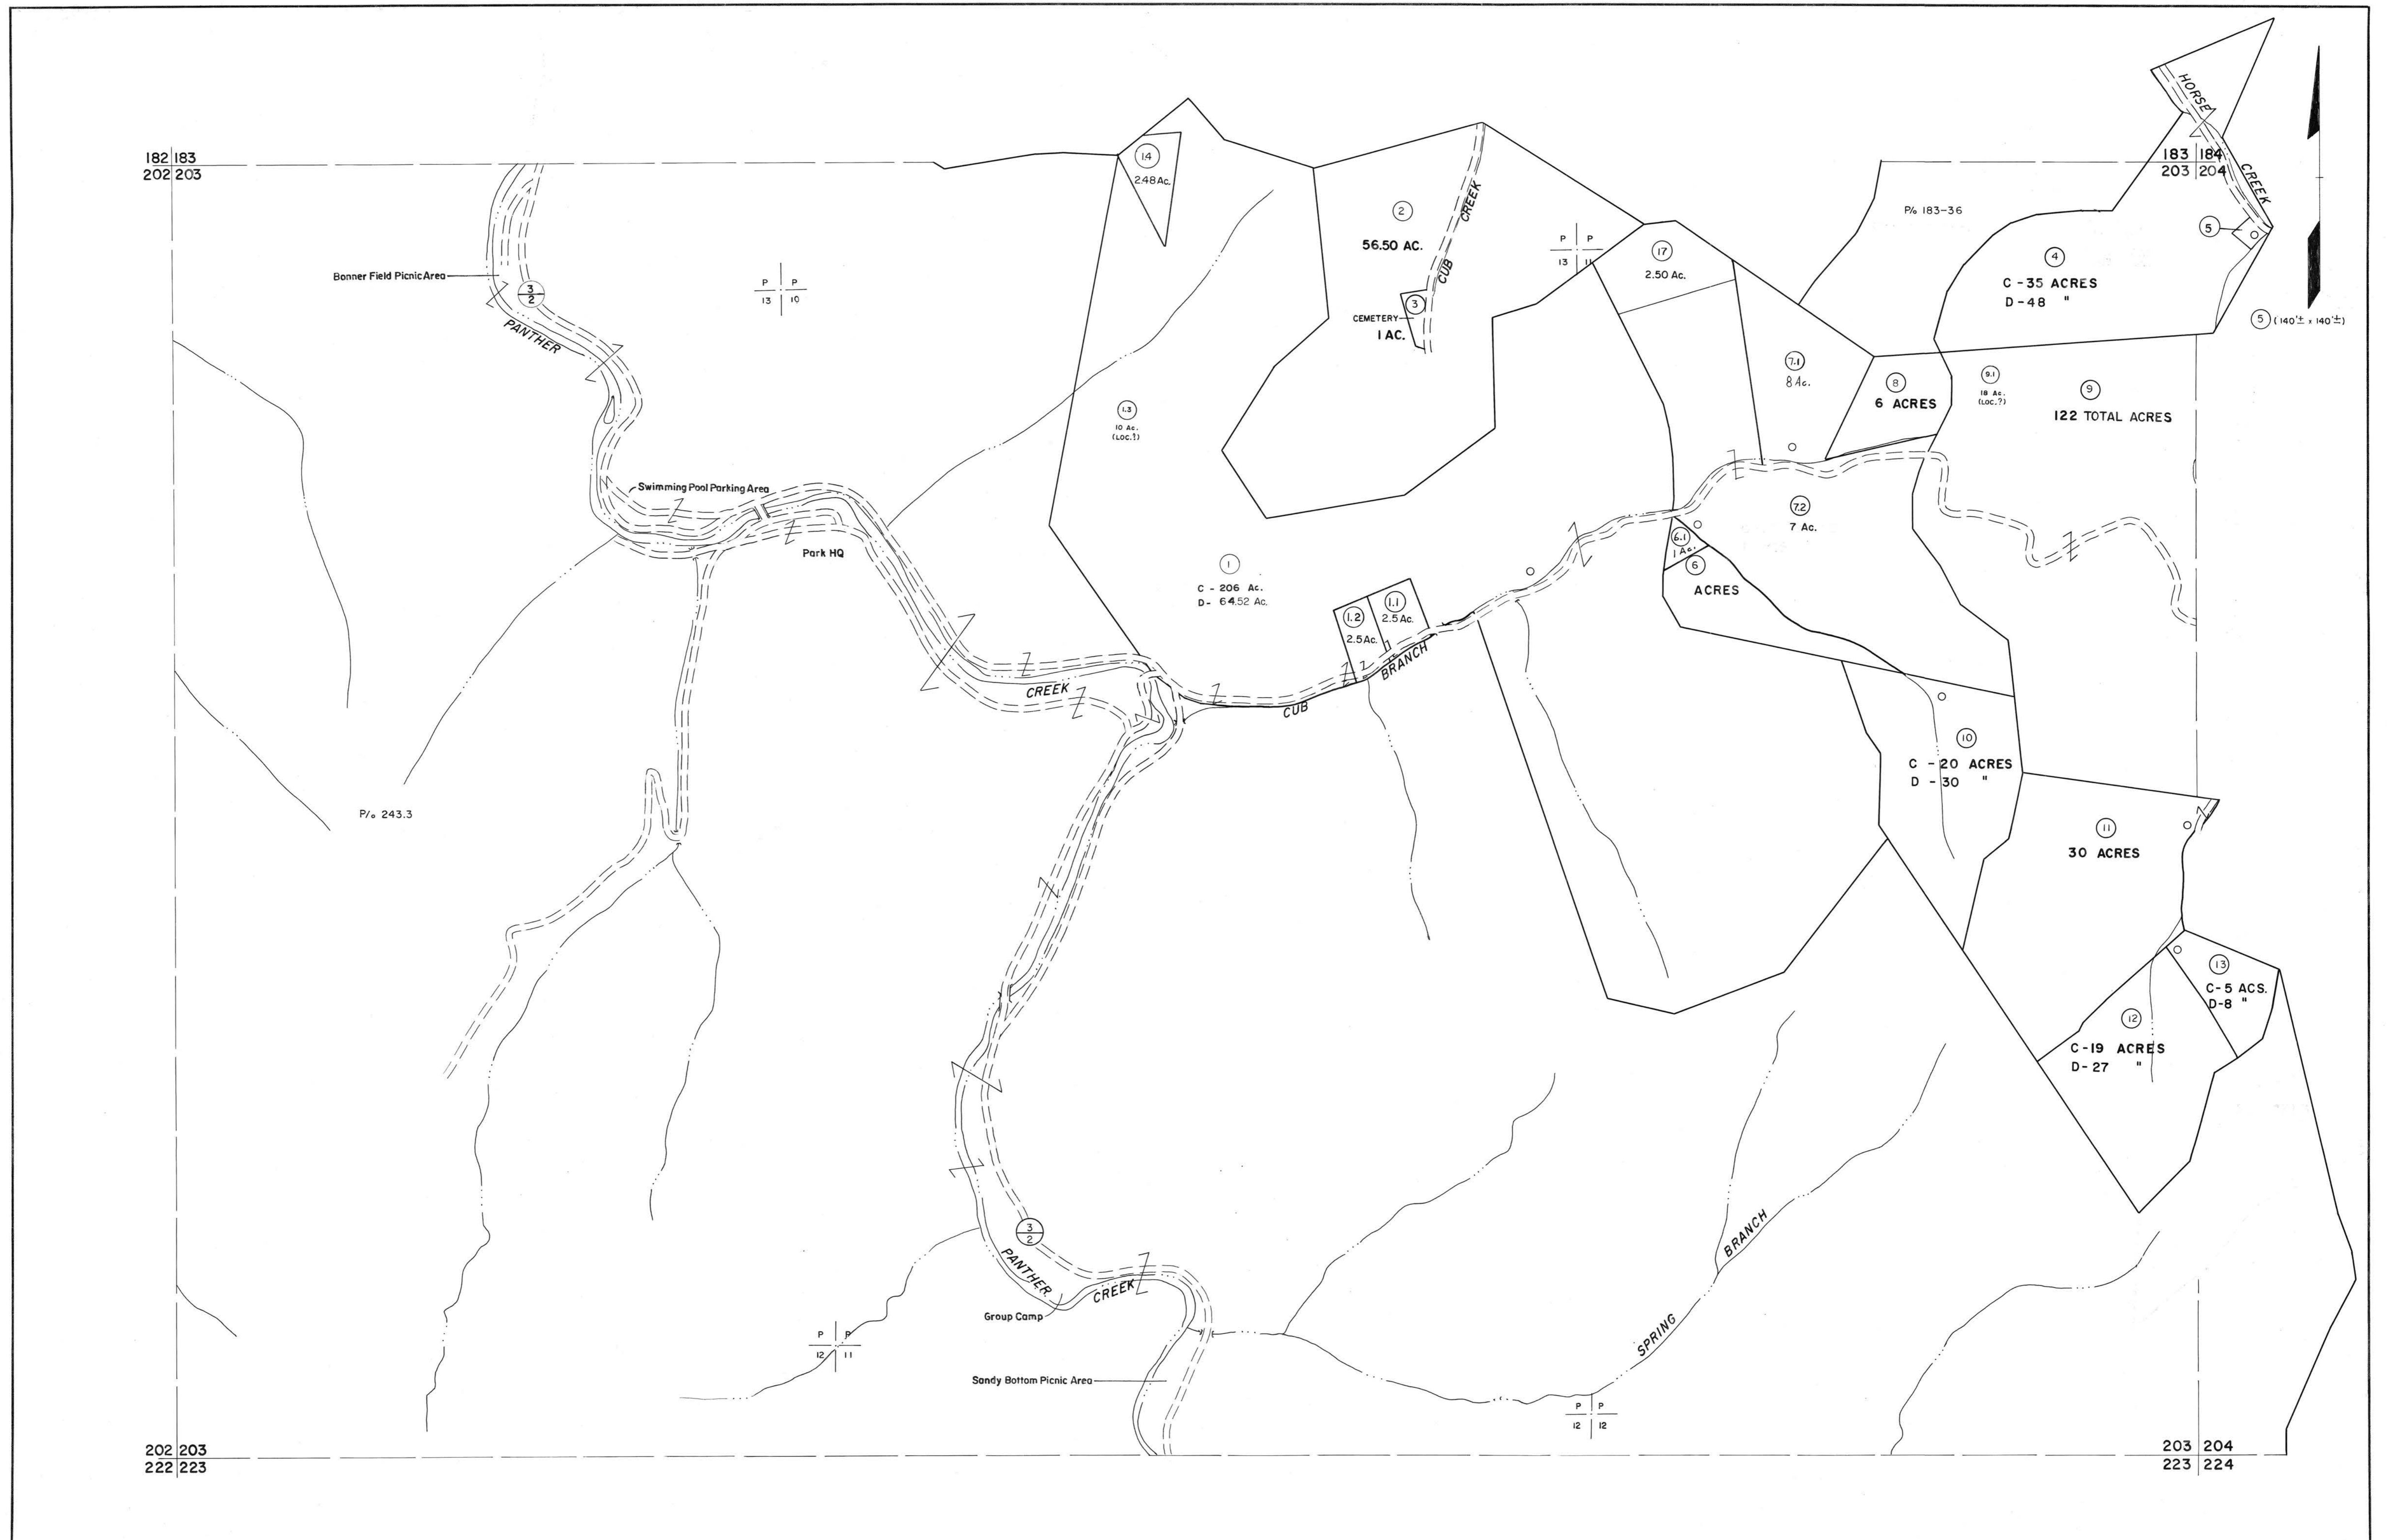 182 183
202 203
183 184
203 204
HORSE
CREEK
P/o 183-36
5
4
C - 35 ACRES
D - 48 "
5 (140'± x 140'±)
1.4
2.48 Ac.
2
56.50 AC.
CREEK
CUB
3
CEMETERY
1 AC.
P P
13 11
17
2.50 Ac.
Bonner Field Picnic Area
3
2
PANTHER
P P
13 10
7.1
8 Ac.
8
6 ACRES
9.1
18 Ac.
(LOC.?)
9
122 TOTAL ACRES
1.3
10 Ac.
(LOC.?)
Swimming Pool Parking Area
Park HQ
7.2
7 Ac.
6.1
1 Ac.
6
ACRES
1
C - 206 Ac.
D - 64.52 Ac.
1.2
2.5 Ac.
1.1
2.5 Ac.
BRANCH
CUB
CREEK
10
C - 20 ACRES
D - 30 "
P/o 243.3
11
30 ACRES
13
C-5 ACS.
D-8 "
12
C-19 ACRES
D-27 "
3
2
PANTHER
CREEK
Group Camp
BRANCH
SPRING
P P
12 11
Sandy Bottom Picnic Area
P P
12 12
202 203
222 223
203 204
223 224